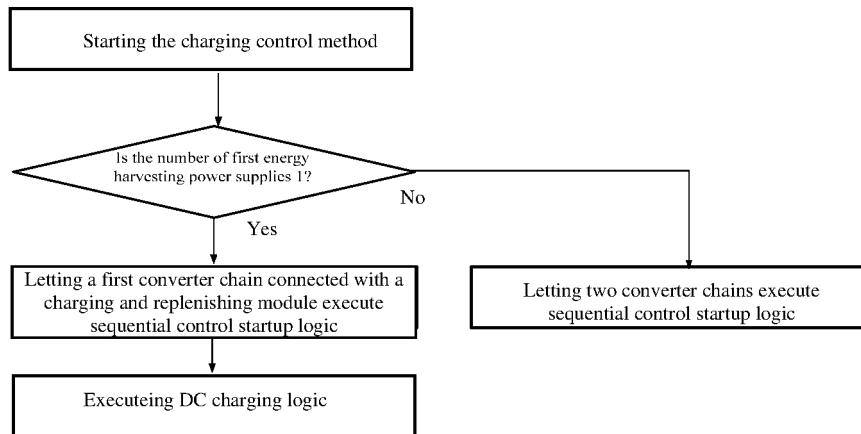 Starting the charging control method
Is the number of first energy
harvesting power supplies 1?
No
Yes
Letting a first converter chain connected with a
charging and replenishing module execute
sequential control startup logic
Letting two converter chains execute
sequential control startup logic
Executeing DC charging logic